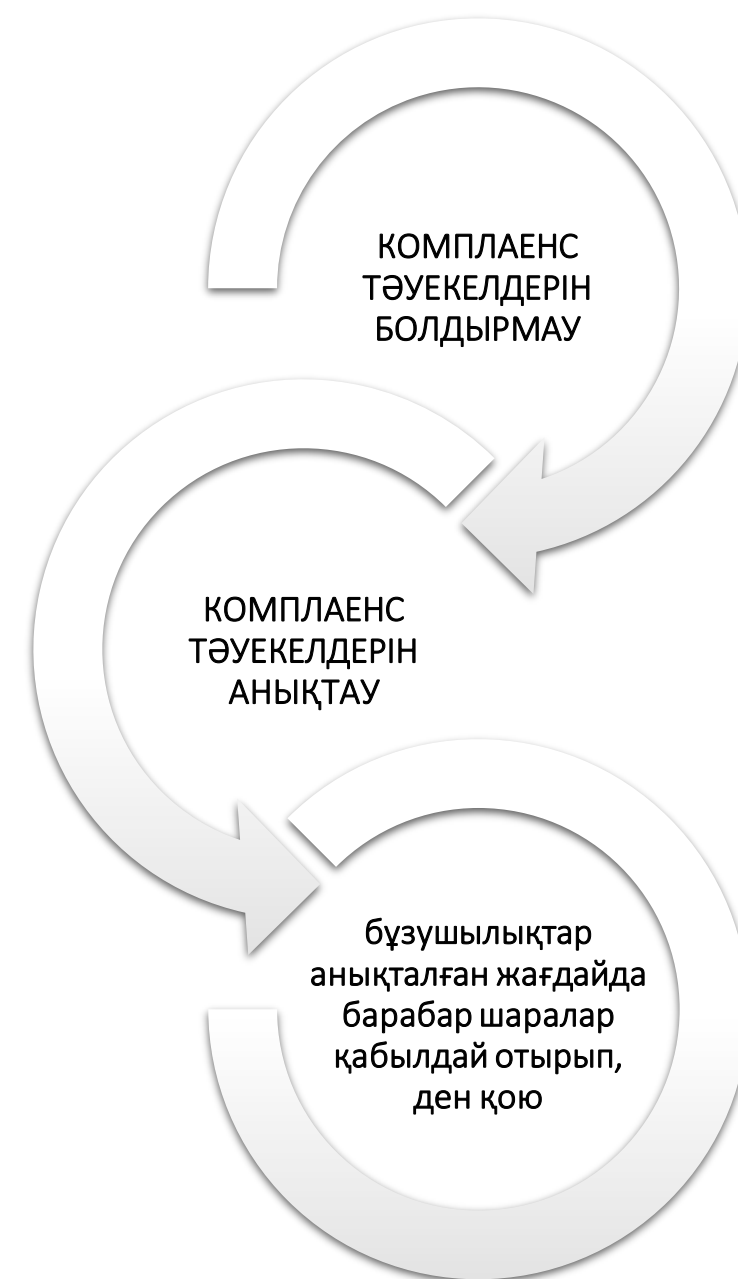 КОМПЛАЕНС
ТӘУЕКЕЛДЕРІН
БОЛДЫРМАУ
КОМПЛАЕНС
ТӘУЕКЕЛДЕРІН
АНЫҚТАУ
бұзушылықтар
анықталған жағдайда
барабар шаралар
қабылдай отырып,
ден қою